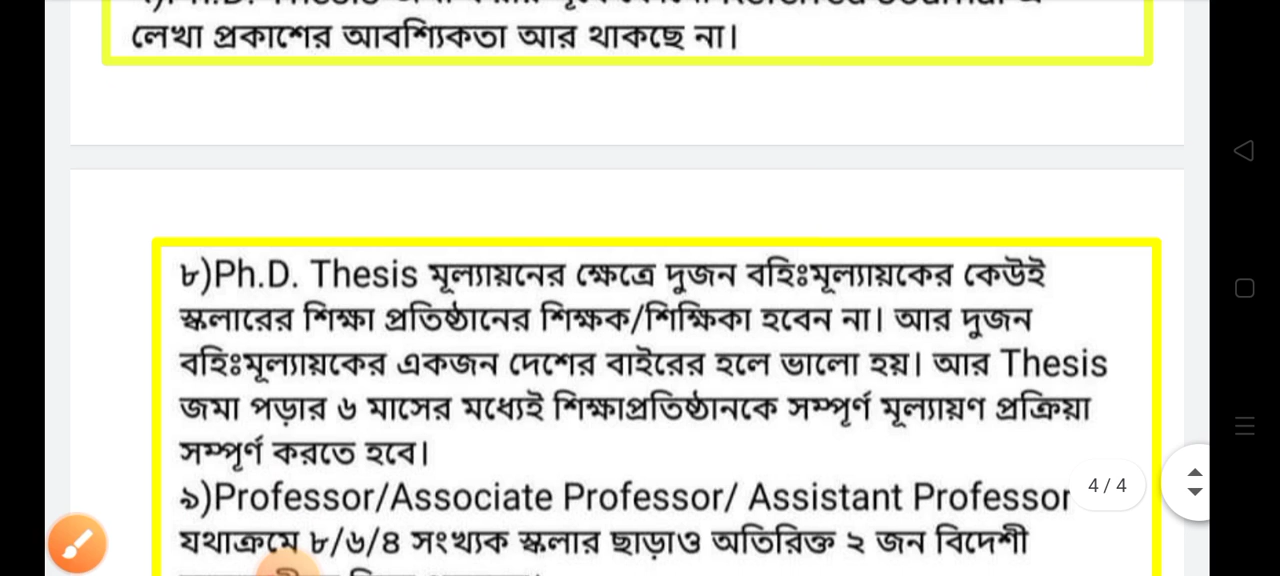 লেখা প্রকাশের আবশ্যিকতা আর থাকছে না।
৮)Ph.D. Thesis মূল্যায়নের ক্ষেত্রে দুজন বহিঃমূল্যায়কের কেউই
স্কলারের শিক্ষা প্রতিষ্ঠানের শিক্ষক/শিক্ষিকা হবেন না। আর দুজন
বহিঃমূল্যায়কের একজন দেশের বাইরের হলে ভালো হয়। আর Thesis
জমা পড়ার ৬ মাসের মধ্যেই শিক্ষাপ্রতিষ্ঠানকে সম্পূর্ণ মূল্যায়ণ প্রক্রিয়া
সম্পূর্ণ করতে হবে।
৯)Professor/Associate Professor/ Assistant Professor
যথাক্রমে ৮/৬/৪ সংখ্যক স্কলার ছাড়াও অতিরিক্ত ২ জন বিদেশী
4 / 4